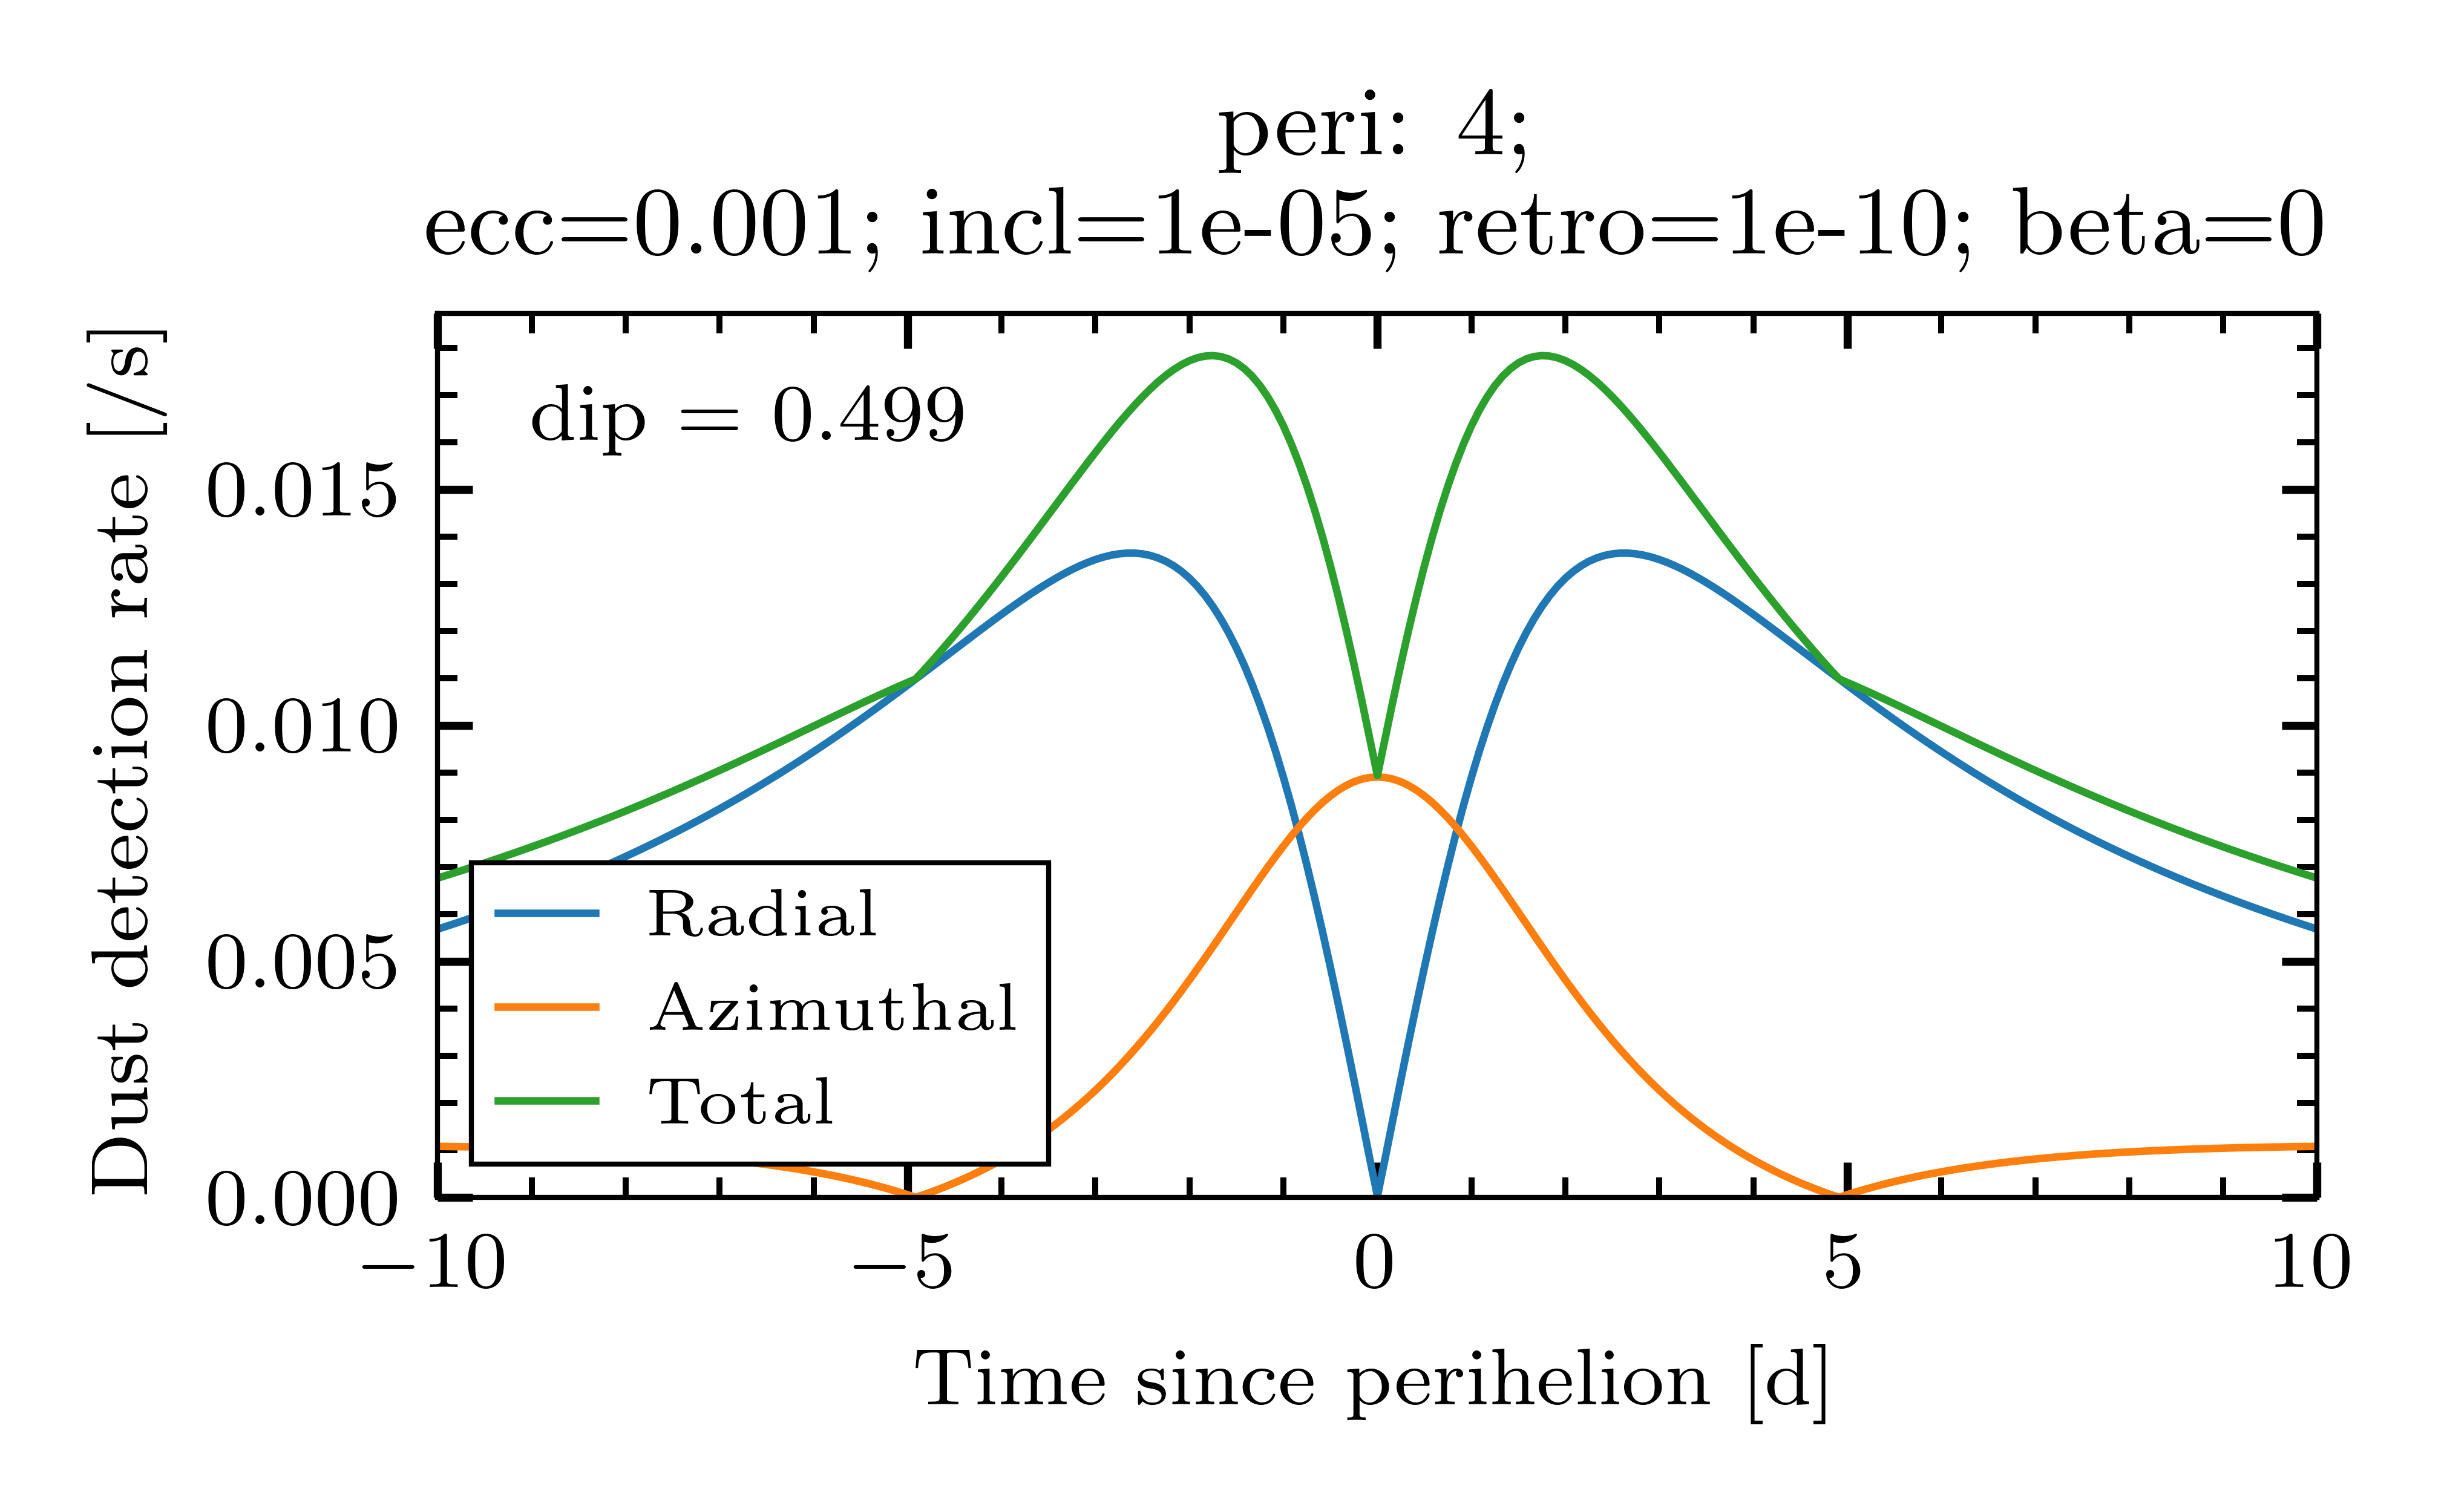 peri: 4;
ecc=0.001; incl=1e-05; retro=1e-10; beta=0
Dust detection rate [/s]
dip = 0.499
0.015
0.010
0.005
0.000
Radial
Azimuthal
Total
−10
−5
0
5
10
Time since perihelion [d]